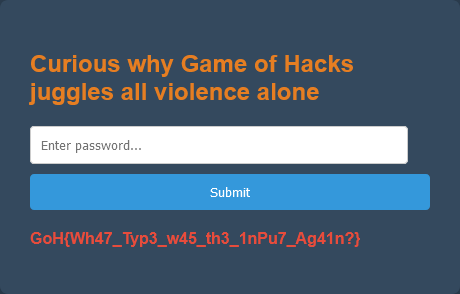 Curious why Game of Hacks
juggles all violence alone
Enter password...
Submit
GoH{Wh47_Typ3_w45_th3_1nPu7_Ag41n?}